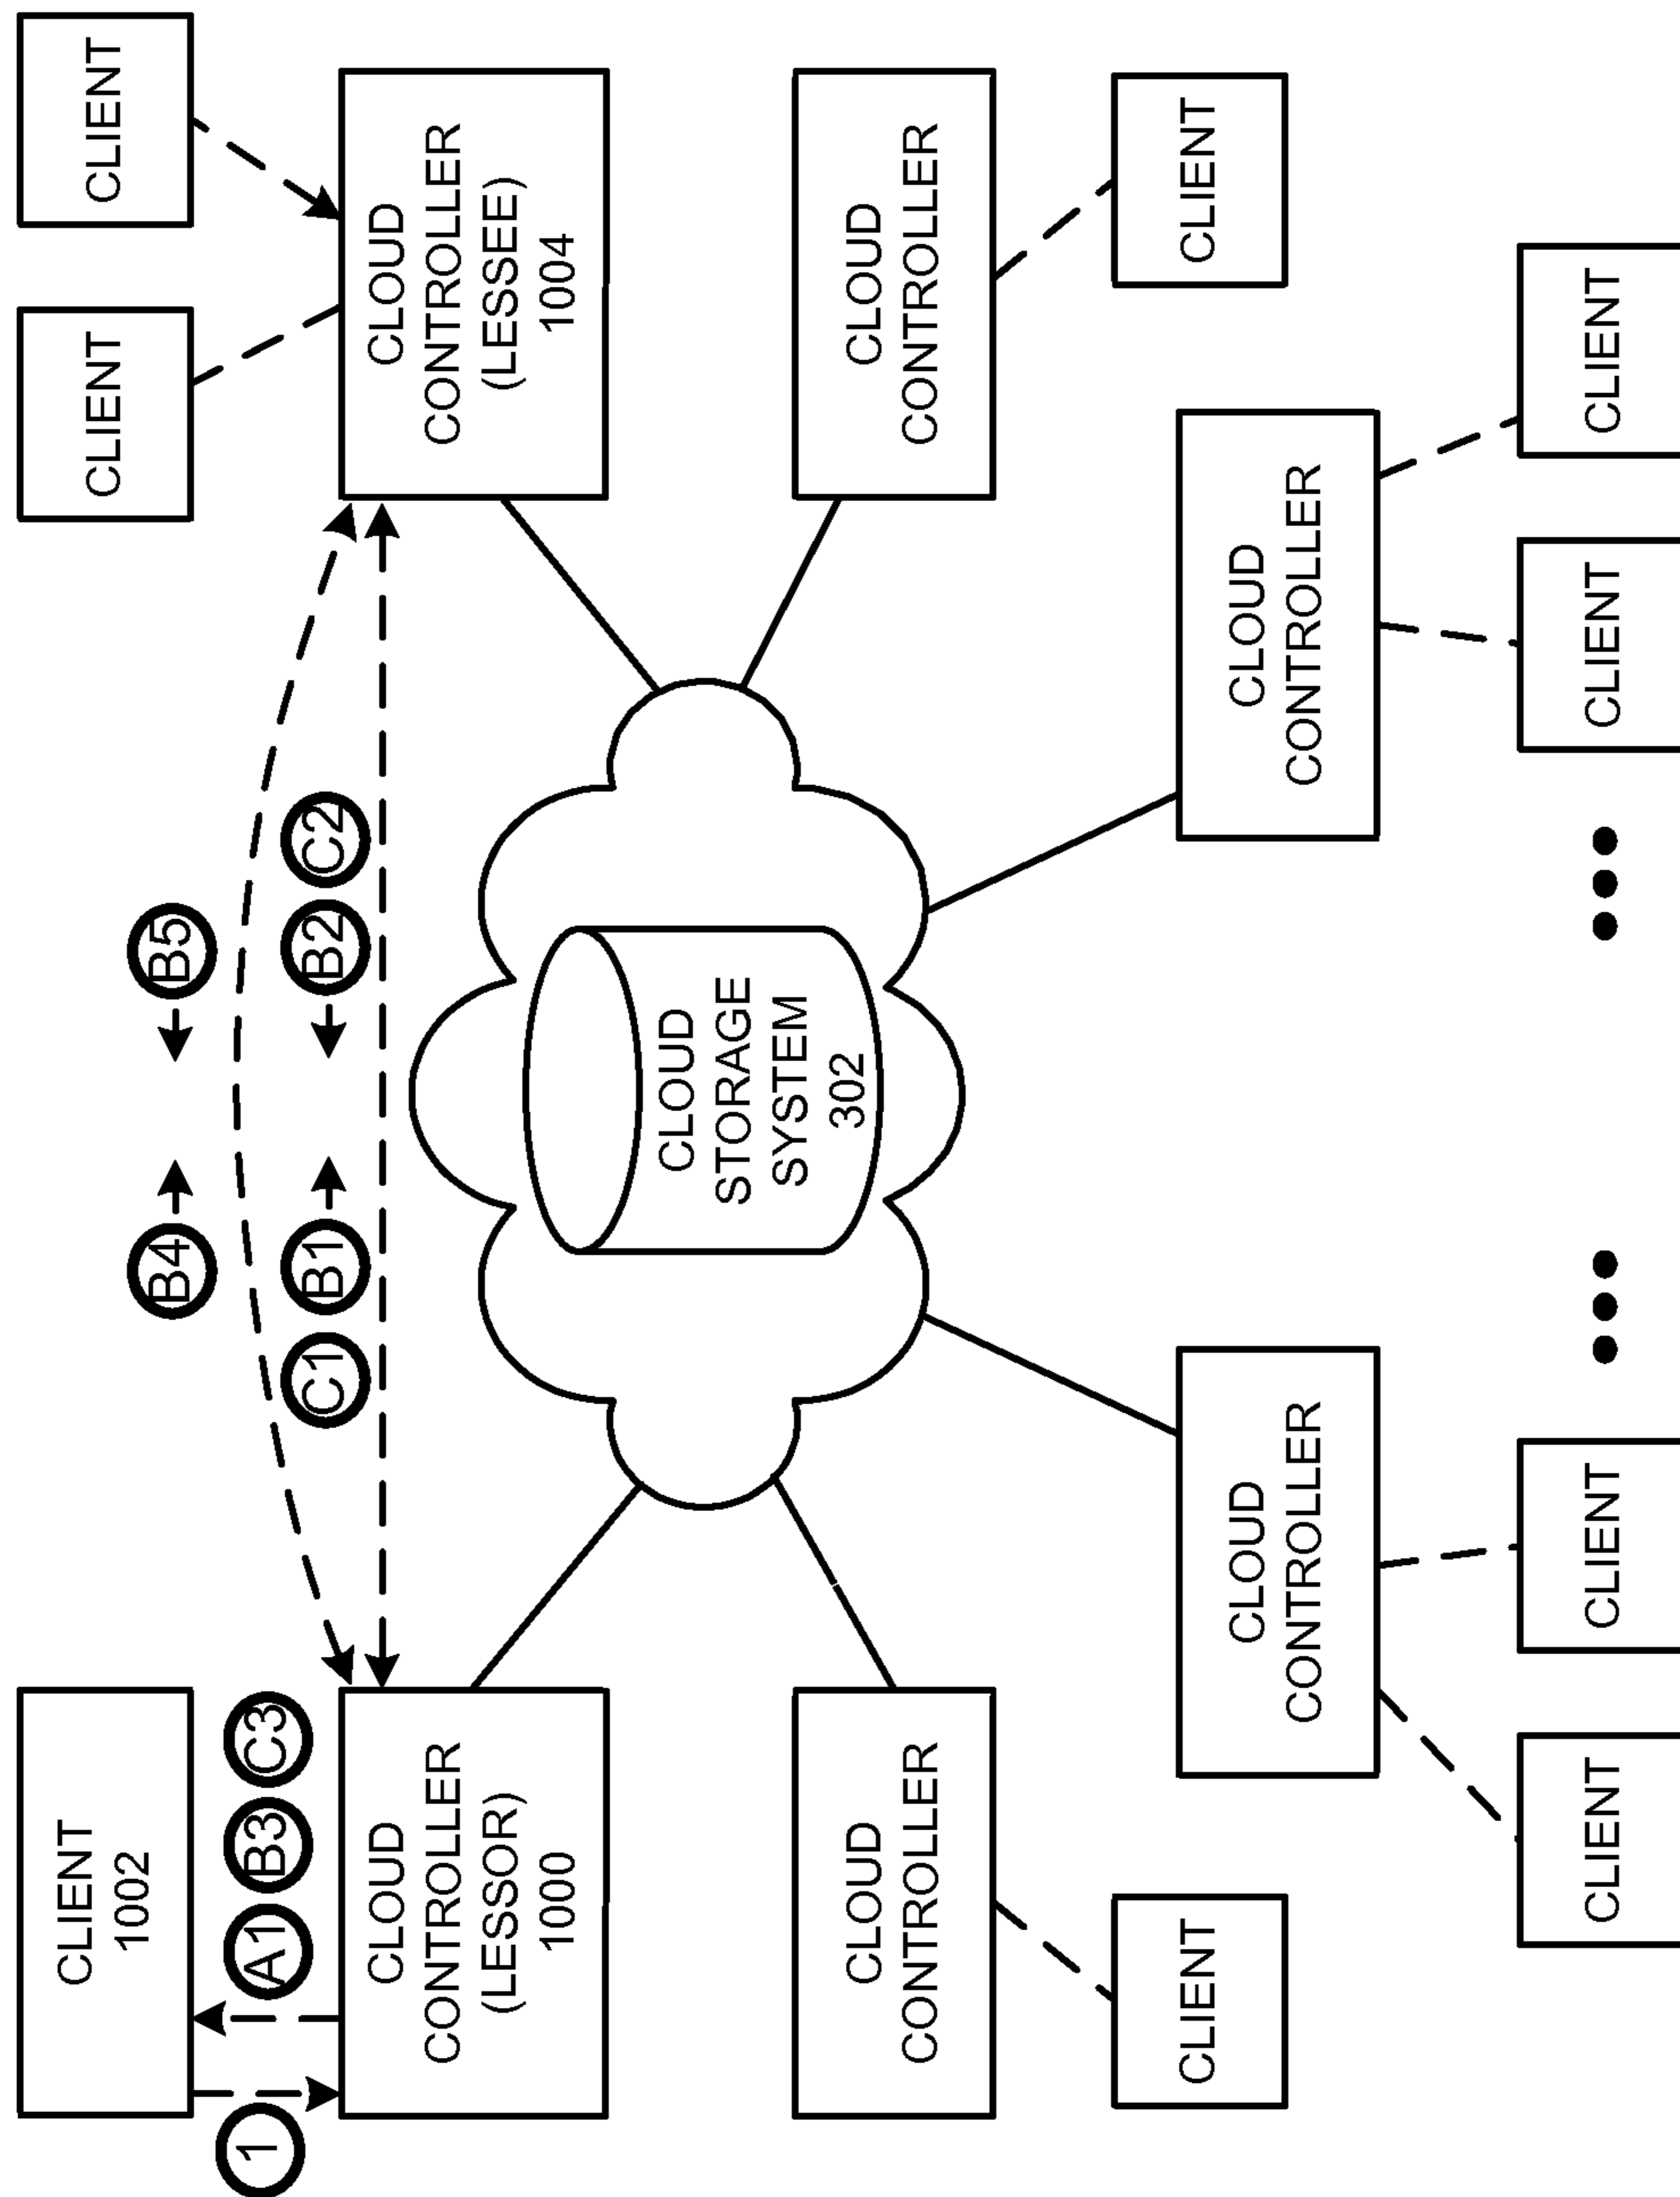 CLIENT
1002
CLIENT
CLIENT
B4
B5
1
A1
B3
C3
C1
B1
B2
C2
CLOUD
CONTROLLER
(LESSOR)
1000
CLOUD
CONTROLLER
(LESSEE)
1004
CLOUD
STORAGE
SYSTEM
302
CLOUD
CONTROLLER
CLOUD
CONTROLLER
CLIENT
CLIENT
CLOUD
CONTROLLER
CLOUD
CONTROLLER
CLIENT
CLIENT
CLIENT
CLIENT